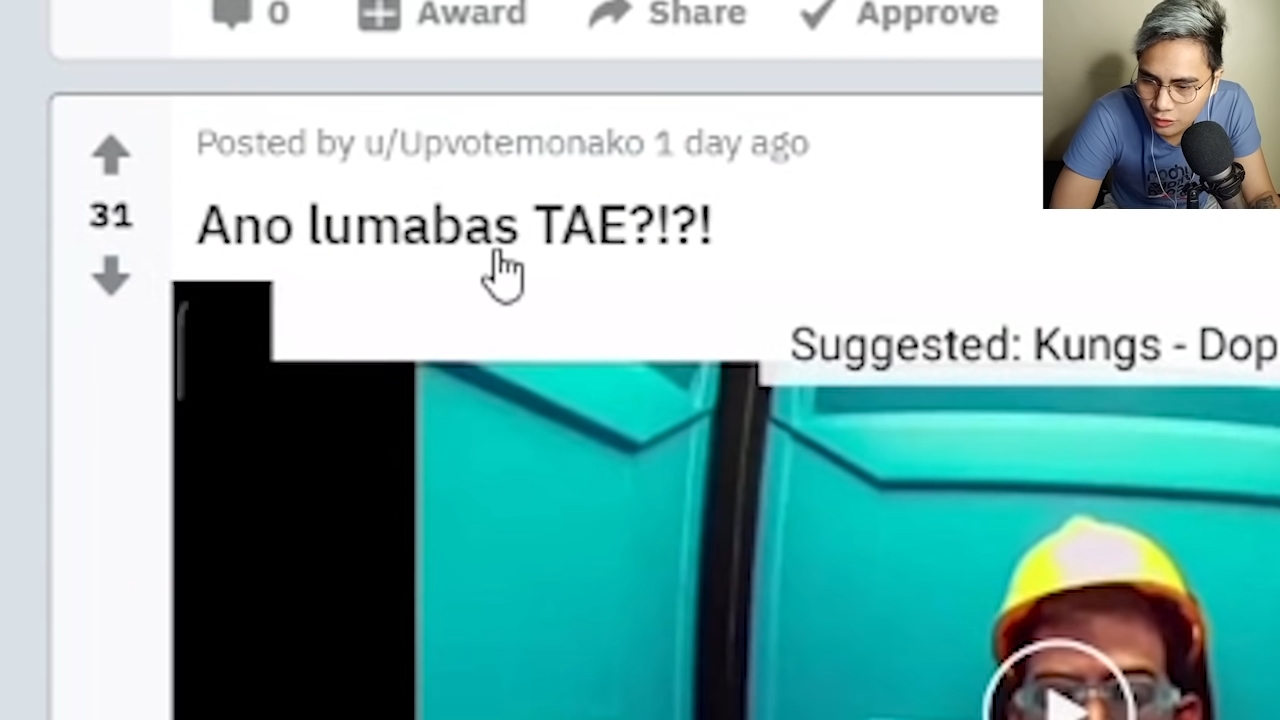 0 Award Share Approve
Posted by u/Upvotemonako 1 day ago
31
Ano lumabas TAE?!?!
Suggested: Kungs - Dop